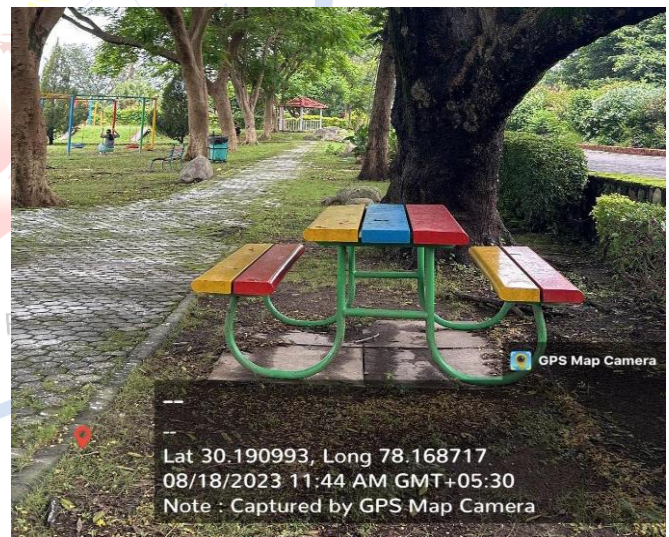 GPS Map Camera
--
--
Lat 30.190993, Long 78.168717
08/18/2023 11:44 AM GMT+05:30
Note : Captured by GPS Map Camera